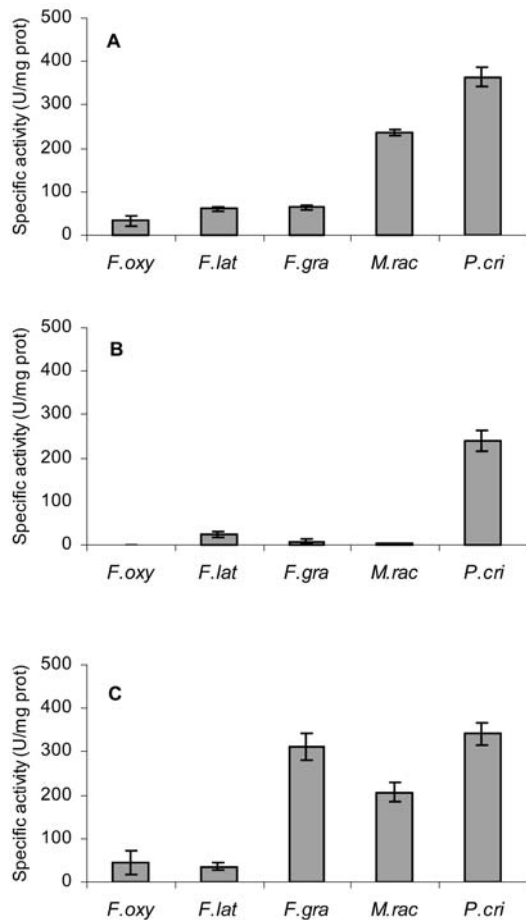 A
Specific activity (U/mg prot)
500
400
300
200
100
0
F.oxy F.lat F.gra M.rac P.cri
B
Specific activity (U/mg prot)
500
400
300
200
100
0
F.oxy F.lat F.gra M.rac P.cri
C
Specific activity (U/mg prot)
500
400
300
200
100
0
F.oxy F.lat F.gra M.rac P.cri